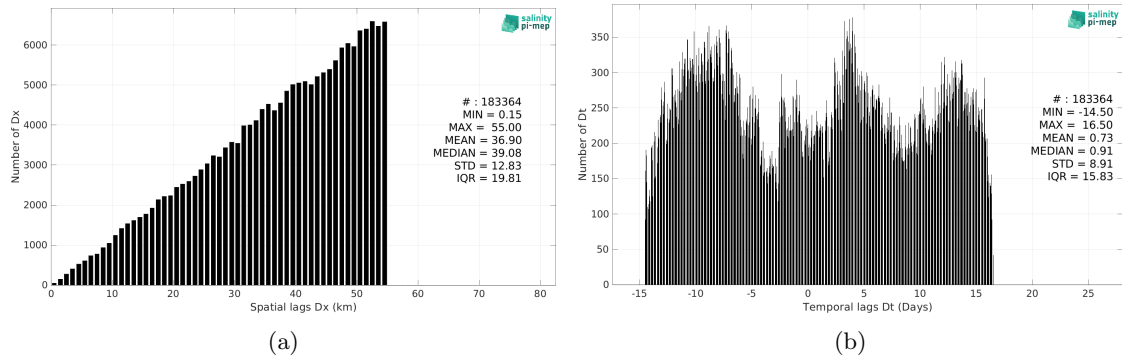 salinity
pi-mep
6000
5000
4000
3000
2000
1000
0
Number of Dx
# : 183364
MIN = 0.15
MAX = 55.00
MEAN = 36.90
MEDIAN = 39.08
STD = 12.83
IQR = 19.81
0 10 20 30 40 50 60 70 80
Spatial lags Dx (km)
(a)
salinity
pi-mep
350
300
250
200
150
100
50
0
Number of Dt
# : 183364
MIN = -14.50
MAX = 16.50
MEAN = 0.73
MEDIAN = 0.91
STD = 8.91
IQR = 15.83
-15 -10 -5 0 5 10 15 20 25
Temporal lags Dt (Days)
(b)